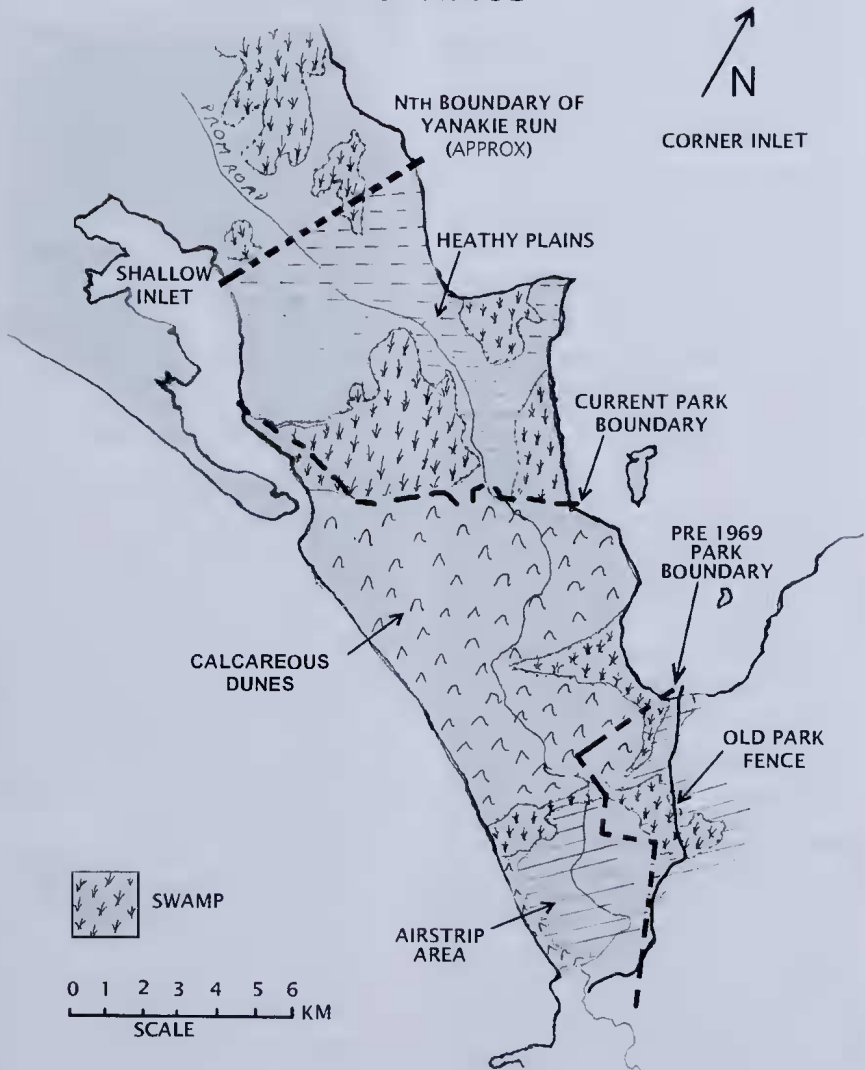 N
CORNER INLET
NTH BOUNDARY OF
YANAKIE RUN
(APPROX)
PROM ROAD
HEATHY PLAINS
SHALLOW
INLET
CURRENT PARK
BOUNDARY
PRE 1969
PARK
BOUNDARY
CALCAREOUS
DUNES
OLD PARK
FENCE
SWAMP
AIRSTRIP
AREA
0 1 2 3 4 5 6
KM
SCALE